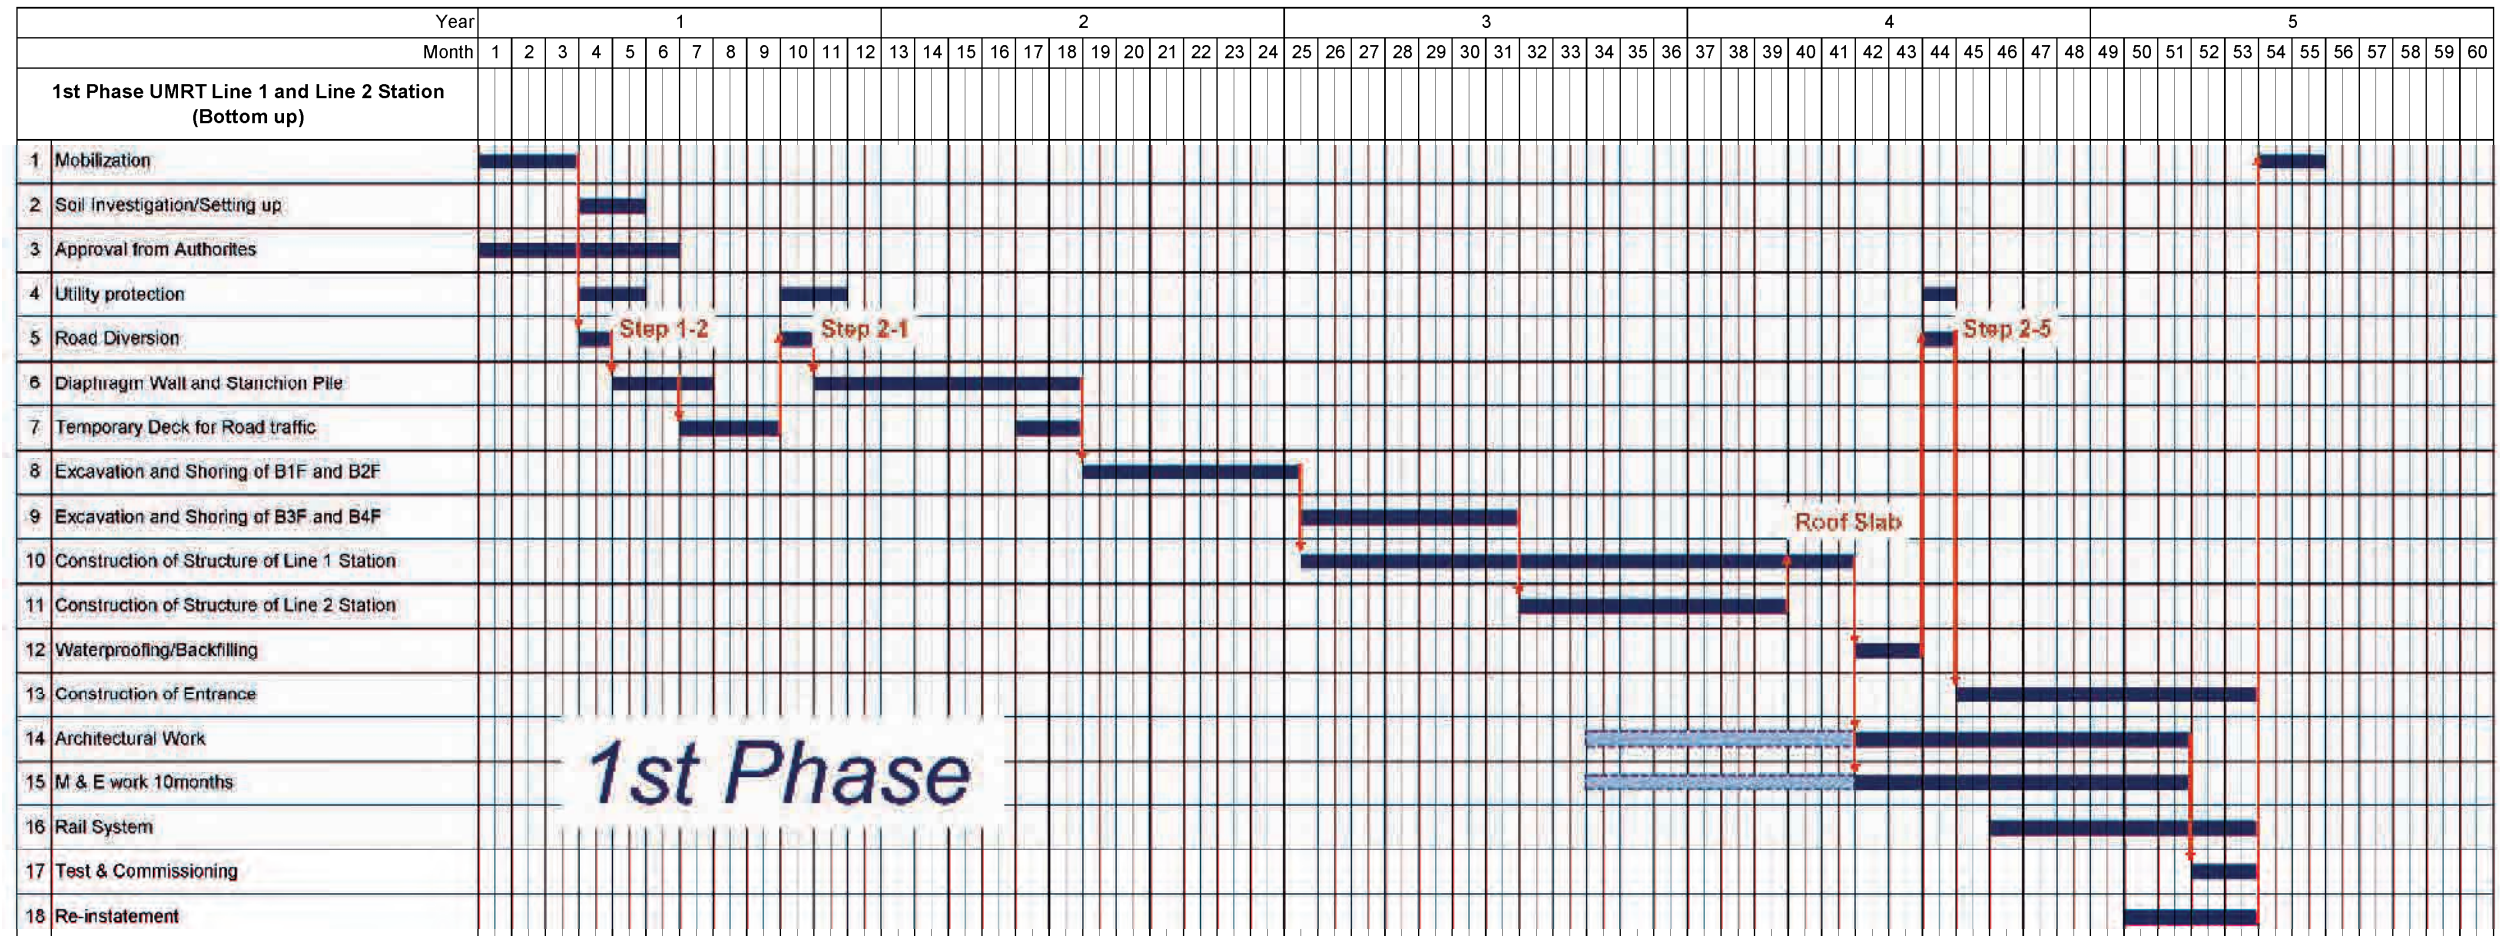 Year 1 2 3 4 5
Month 1 2 3 4 5 6 7 8 9 10 11 12 13 14 15 16 17 18 19 20 21 22 23 24 25 26 27 28 29 30 31 32 33 34 35 36 37 38 39 40 41 42 43 44 45 46 47 48 49 50 51 52 53 54 55 56 57 58 59 60
1st Phase UMRT Line 1 and Line 2 Station
(Bottom up)
1 Mobilization
2 Soil Investigation/Setting up
3 Approval from Authorites
4 Utility protection
Step 1-2 Step 2-1 Step 2-5
5 Road Diversion
6 Diaphragm Wall and Stanchion Pile
7 Temporary Deck for Road traffic
8 Excavation and Shoring of B1F and B2F
9 Excavation and Shoring of B3F and B4F
Roof Slab
10 Construction of Structure of Line 1 Station
11 Construction of Structure of Line 2 Station
12 Waterproofing/Backfilling
13 Construction of Entrance
14 Architectural Work
15 M & E work 10months
1st Phase
16 Rail System
17 Test & Commissioning
18 Re-instatement